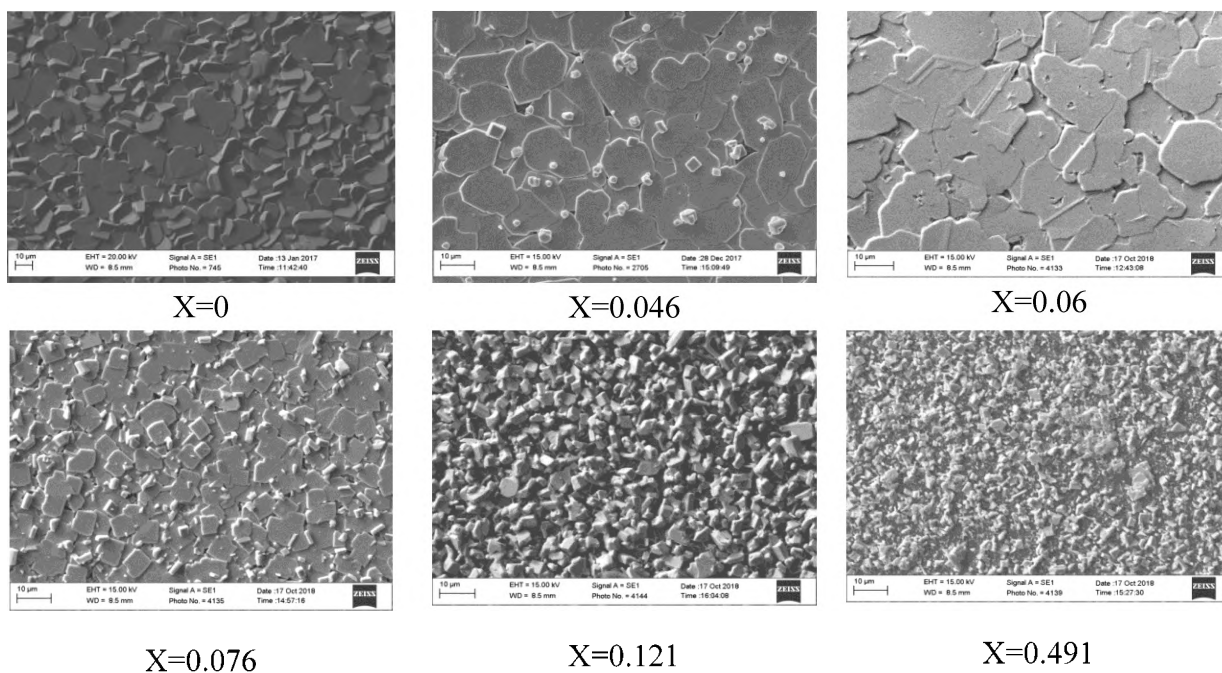 10 µm EHT = 20.00 kV Signal A = SE1 Date :13 Jan 2017
WD = 8.5 mm Photo No. = 745 Time :11:42:40
ZEISS
10 µm EHT = 15.00 kV Signal A = SE1 Date :28 Dec 2017
WD = 8.5 mm Photo No. = 2705 Time :15:09:49
ZEISS
10 µm EHT = 15.00 kV Signal A = SE1 Date :17 Oct 2018
WD = 8.5 mm Photo No. = 4133 Time :12:43:08
ZEISS
X=0
X=0.046
X=0.06
10 µm EHT = 15.00 kV Signal A = SE1 Date :17 Oct 2018
WD = 8.5 mm Photo No. = 4135 Time :14:57:16
ZEISS
10 µm EHT = 15.00 kV Signal A = SE1 Date :17 Oct 2018
WD = 8.5 mm Photo No. = 4144 Time :16:04:08
ZEISS
10 µm EHT = 15.00 kV Signal A = SE1 Date :17 Oct 2018
WD = 8.5 mm Photo No. = 4139 Time :15:27:30
ZEISS
X=0.076
X=0.121
X=0.491